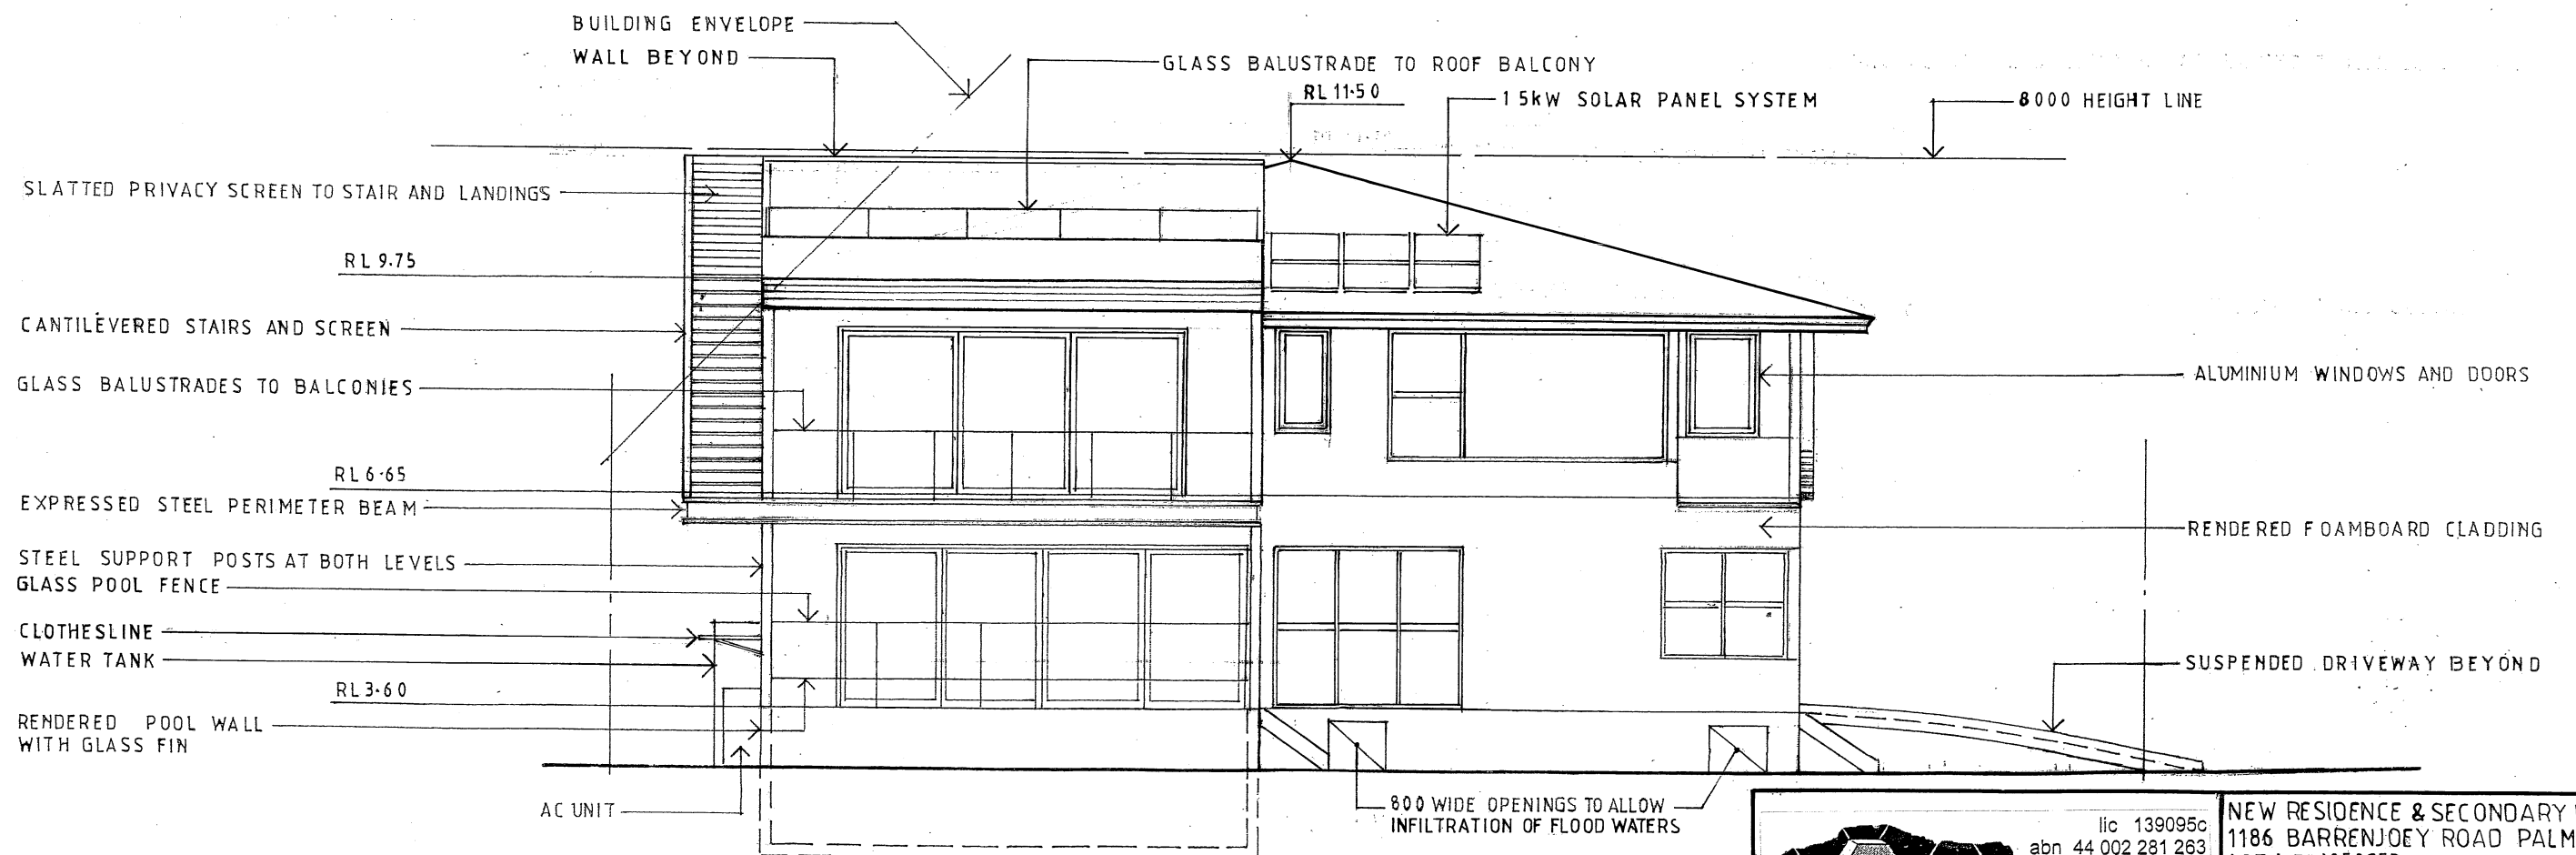 BUILDING ENVELOPE
WALL BEYOND
GLASS BALUSTRADE TO ROOF BALCONY
RL 11·50
1 5kW SOLAR PANEL SYSTEM
8000 HEIGHT LINE
SLATTED PRIVACY SCREEN TO STAIR AND LANDINGS
RL 9·75
CANTILEVERED STAIRS AND SCREEN
GLASS BALUSTRADES TO BALCONIES
ALUMINIUM WINDOWS AND DOORS
RL 6·65
EXPRESSED STEEL PERIMETER BEAM
RENDERED FOAMBOARD CLADDING
STEEL SUPPORT POSTS AT BOTH LEVELS
GLASS POOL FENCE
CLOTHESLINE
WATER TANK
SUSPENDED DRIVEWAY BEYOND
RL 3·60
RENDERED POOL WALL
WITH GLASS FIN
AC UNIT
800 WIDE OPENINGS TO ALLOW
INFILTRATION OF FLOOD WATERS
lic 139095c
abn 44 002 281 263
NEW RESIDENCE & SECONDARY
1186 BARRENJOEY ROAD PALM